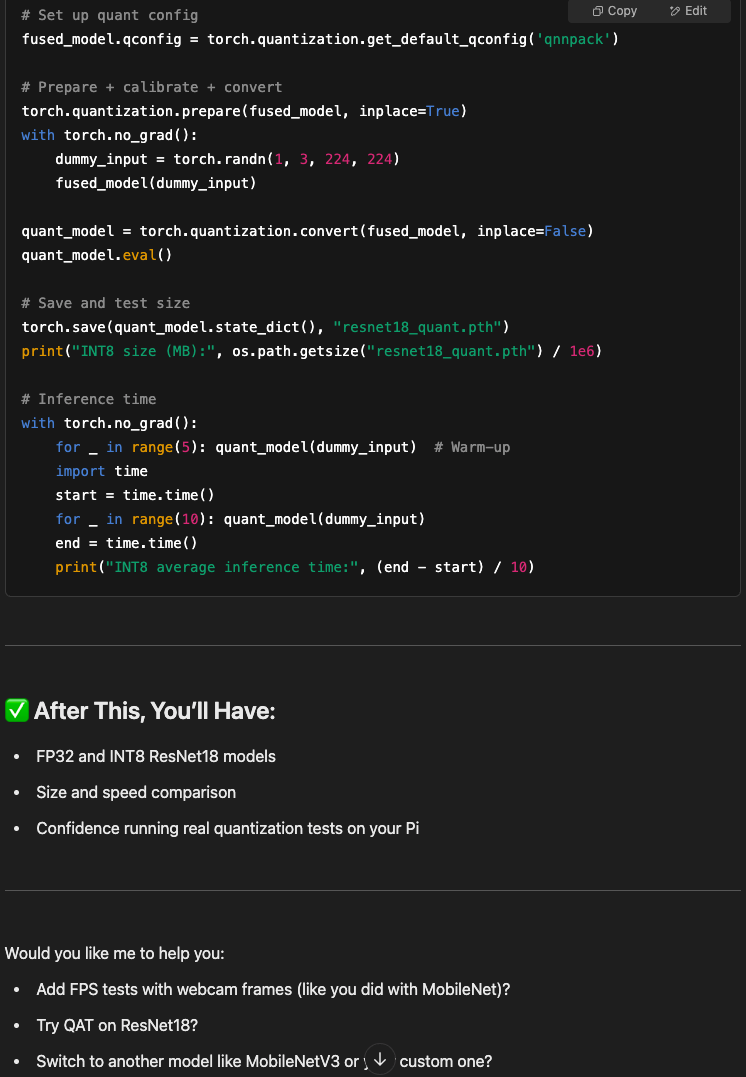 # Set up quant config
Copy Edit
fused_model.qconfig = torch.quantization.get_default_qconfig('qnnpack')
# Prepare + calibrate + convert
torch.quantization.prepare(fused_model, inplace=True)
with torch.no_grad():
    dummy_input = torch.randn(1, 3, 224, 224)
    fused_model(dummy_input)
quant_model = torch.quantization.convert(fused_model, inplace=False)
quant_model.eval()
# Save and test size
torch.save(quant_model.state_dict(), "resnet18_quant.pth")
print("INT8 size (MB):", os.path.getsize("resnet18_quant.pth") / 1e6)
# Inference time
with torch.no_grad():
    for _ in range(5): quant_model(dummy_input)  # Warm-up
    import time
    start = time.time()
    for _ in range(10): quant_model(dummy_input)
    end = time.time()
    print("INT8 average inference time:", (end - start) / 10)
✅ After This, You’ll Have:
• FP32 and INT8 ResNet18 models
• Size and speed comparison
• Confidence running real quantization tests on your Pi
Would you like me to help you:
• Add FPS tests with webcam frames (like you did with MobileNet)?
• Try QAT on ResNet18?
• Switch to another model like MobileNetV3 or custom one?